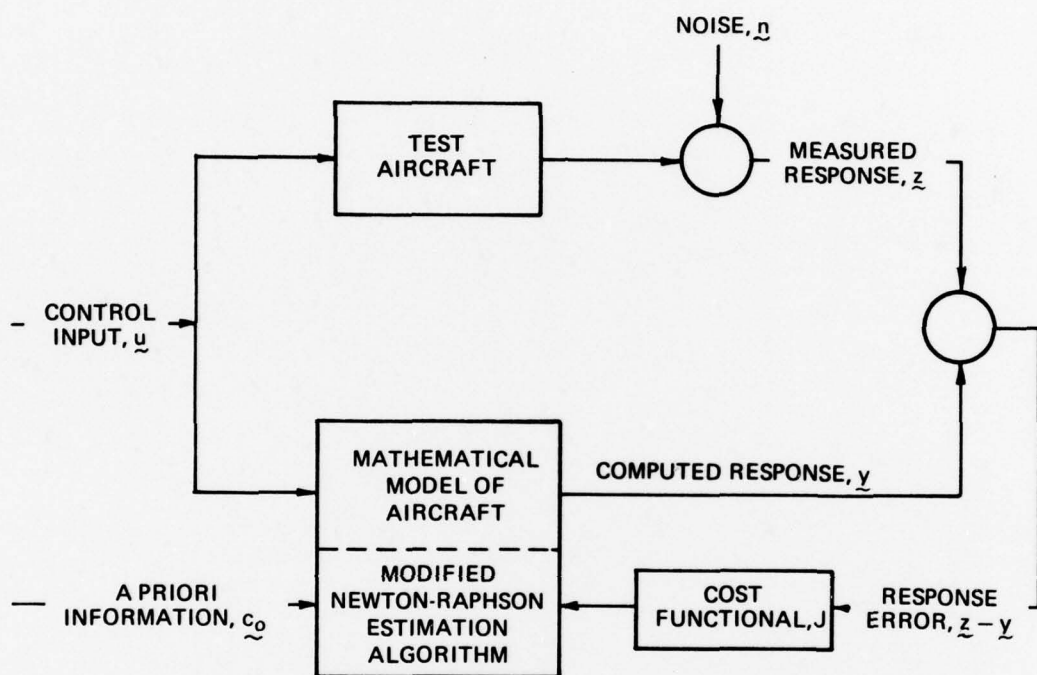 NOISE, n
TEST
AIRCRAFT
MEASURED
RESPONSE, z
CONTROL
INPUT, u
MATHEMATICAL
MODEL OF
AIRCRAFT
COMPUTED RESPONSE, y
A PRIORI
INFORMATION, c₀
MODIFIED
NEWTON-RAPHSON
ESTIMATION
ALGORITHM
COST
FUNCTIONAL,J
RESPONSE
ERROR, z – y